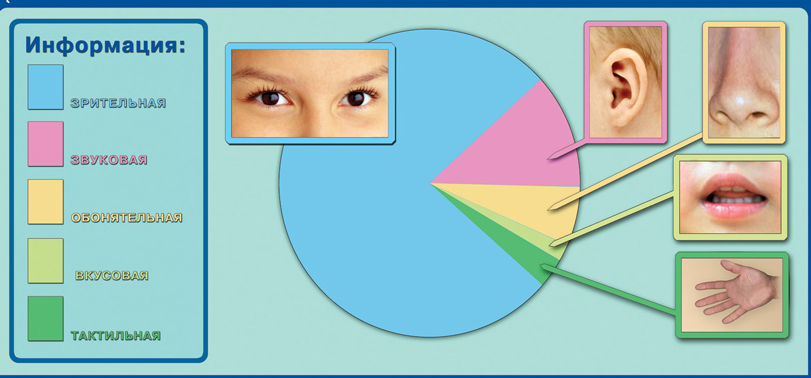 Информация:
ЗРИТЕЛЬНАЯ
ЗВУКОВАЯ
ОБОНЯТЕЛЬНАЯ
ВКУСОВАЯ
ТАКТИЛЬНАЯ